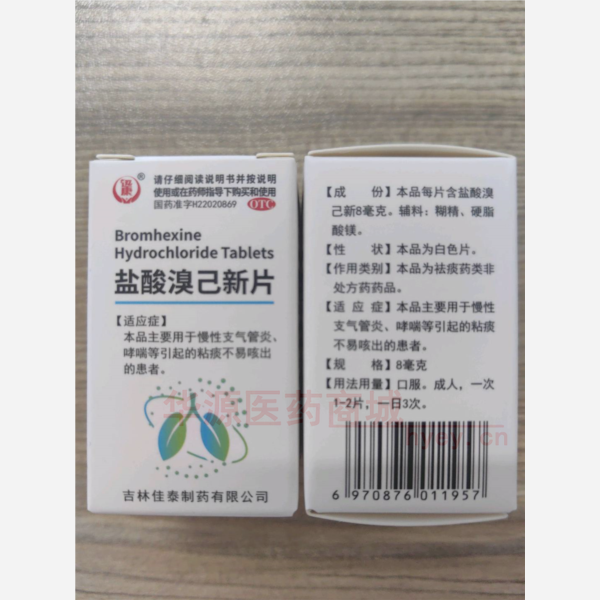 请仔细阅读说明书并按说明
使用或在药师指导下购买和使用
国药准字H22020869 OTC
Bromhexine
Hydrochloride Tablets
盐酸溴己新片
【适应症】
本品主要用于慢性支气管炎、
哮喘等引起的粘痰不易咳出
的患者。
吉林佳泰制药有限公司
【成 份】本品每片含盐酸溴
己新8毫克。辅料：糊精、硬脂
酸镁。
【性 状】本品为白色片。
【作用类别】本品为祛痰药类非
处方药药品。
【适 应 症】本品主要用于慢性
支气管炎、哮喘等引起的粘痰
不易咳出的患者。
【规 格】8毫克
【用法用量】口服。成人，一次
1-2片，一日3次。
6 970876 011957
华源医药商城
hyey.cn